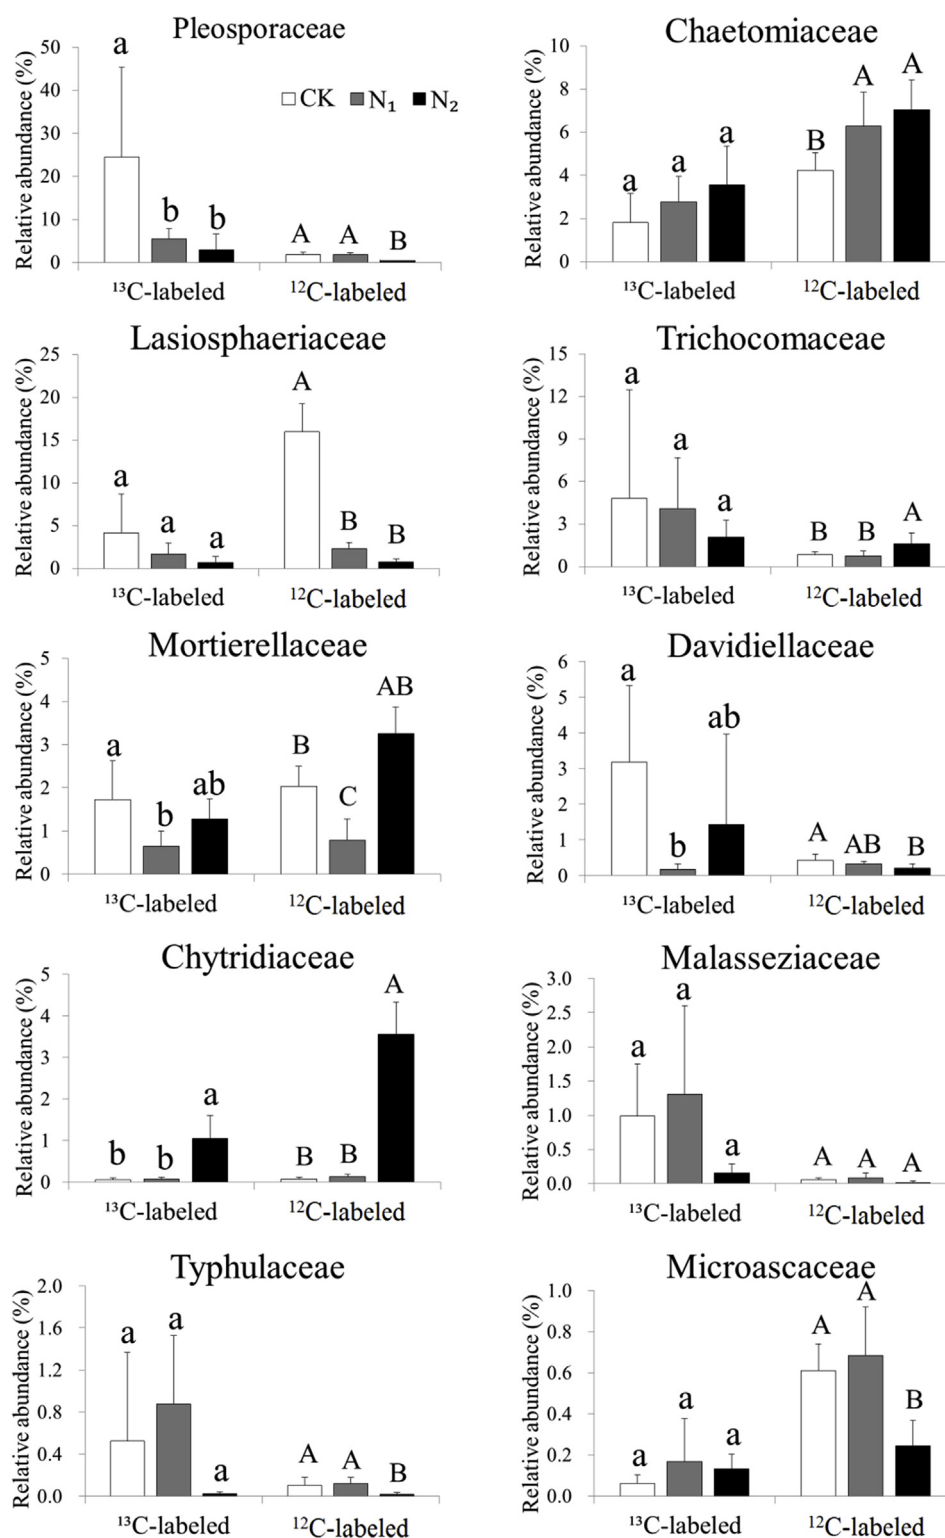 Pleosporaceae
Relative abundance (%)
50
40
30
20
10
0
a
b
b
A
A
B
CK
N₁
N₂
¹³C-labeled
¹²C-labeled
Chaetomiaceae
Relative abundance (%)
10
8
6
4
2
0
a
a
a
B
A
A
¹³C-labeled
¹²C-labeled
Lasiosphaeriaceae
Relative abundance (%)
25
20
15
10
5
0
a
a
a
A
B
B
¹³C-labeled
¹²C-labeled
Trichocomaceae
Relative abundance (%)
15
12
9
6
3
0
a
a
a
B
B
A
¹³C-labeled
¹²C-labeled
Mortierellaceae
Relative abundance (%)
5
4
3
2
1
0
a
b
ab
B
C
AB
¹³C-labeled
¹²C-labeled
Davidiellaceae
Relative abundance (%)
6
5
4
3
2
1
0
a
b
ab
A
AB
B
¹³C-labeled
¹²C-labeled
Chytridiaceae
Relative abundance (%)
5
4
3
2
1
0
b
b
a
B
B
A
¹³C-labeled
¹²C-labeled
Malasseziaceae
Relative abundance (%)
3.0
2.5
2.0
1.5
1.0
0.5
0.0
a
a
a
A
A
A
¹³C-labeled
¹²C-labeled
Typhulaceae
Relative abundance (%)
2.0
1.6
1.2
0.8
0.4
0.0
a
a
a
A
A
B
¹³C-labeled
¹²C-labeled
Microascaceae
Relative abundance (%)
1.0
0.8
0.6
0.4
0.2
0.0
a
a
a
A
A
B
¹³C-labeled
¹²C-labeled